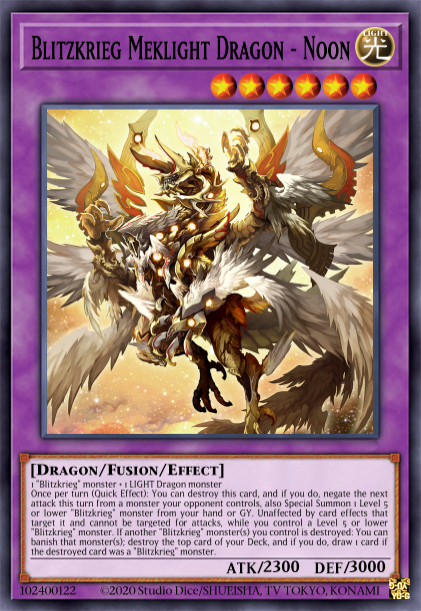 Blitzkrieg Meklight Dragon - Noon
LIGHT
光
[Dragon/Fusion/Effect]
1 "Blitzkrieg" monster + 1 LIGHT Dragon monster
Once per turn (Quick Effect): You can destroy this card, and if you do, negate the next
attack this turn from a monster your opponent controls, also Special Summon 1 Level 5
or lower "Blitzkrieg" monster from your hand or GY. Unaffected by card effects that
target it and cannot be targeted for attacks, while you control a Level 5 or lower
"Blitzkrieg" monster. If another "Blitzkrieg" monster(s) you control is destroyed: You can
banish that monster(s); destroy the top card of your Deck, and if you do, draw 1 card if
the destroyed card was a "Blitzkrieg" monster.
ATK/2300 DEF/3000
102400122 ©2020 Studio Dice/SHUEISHA, TV TOKYO, KONAMI